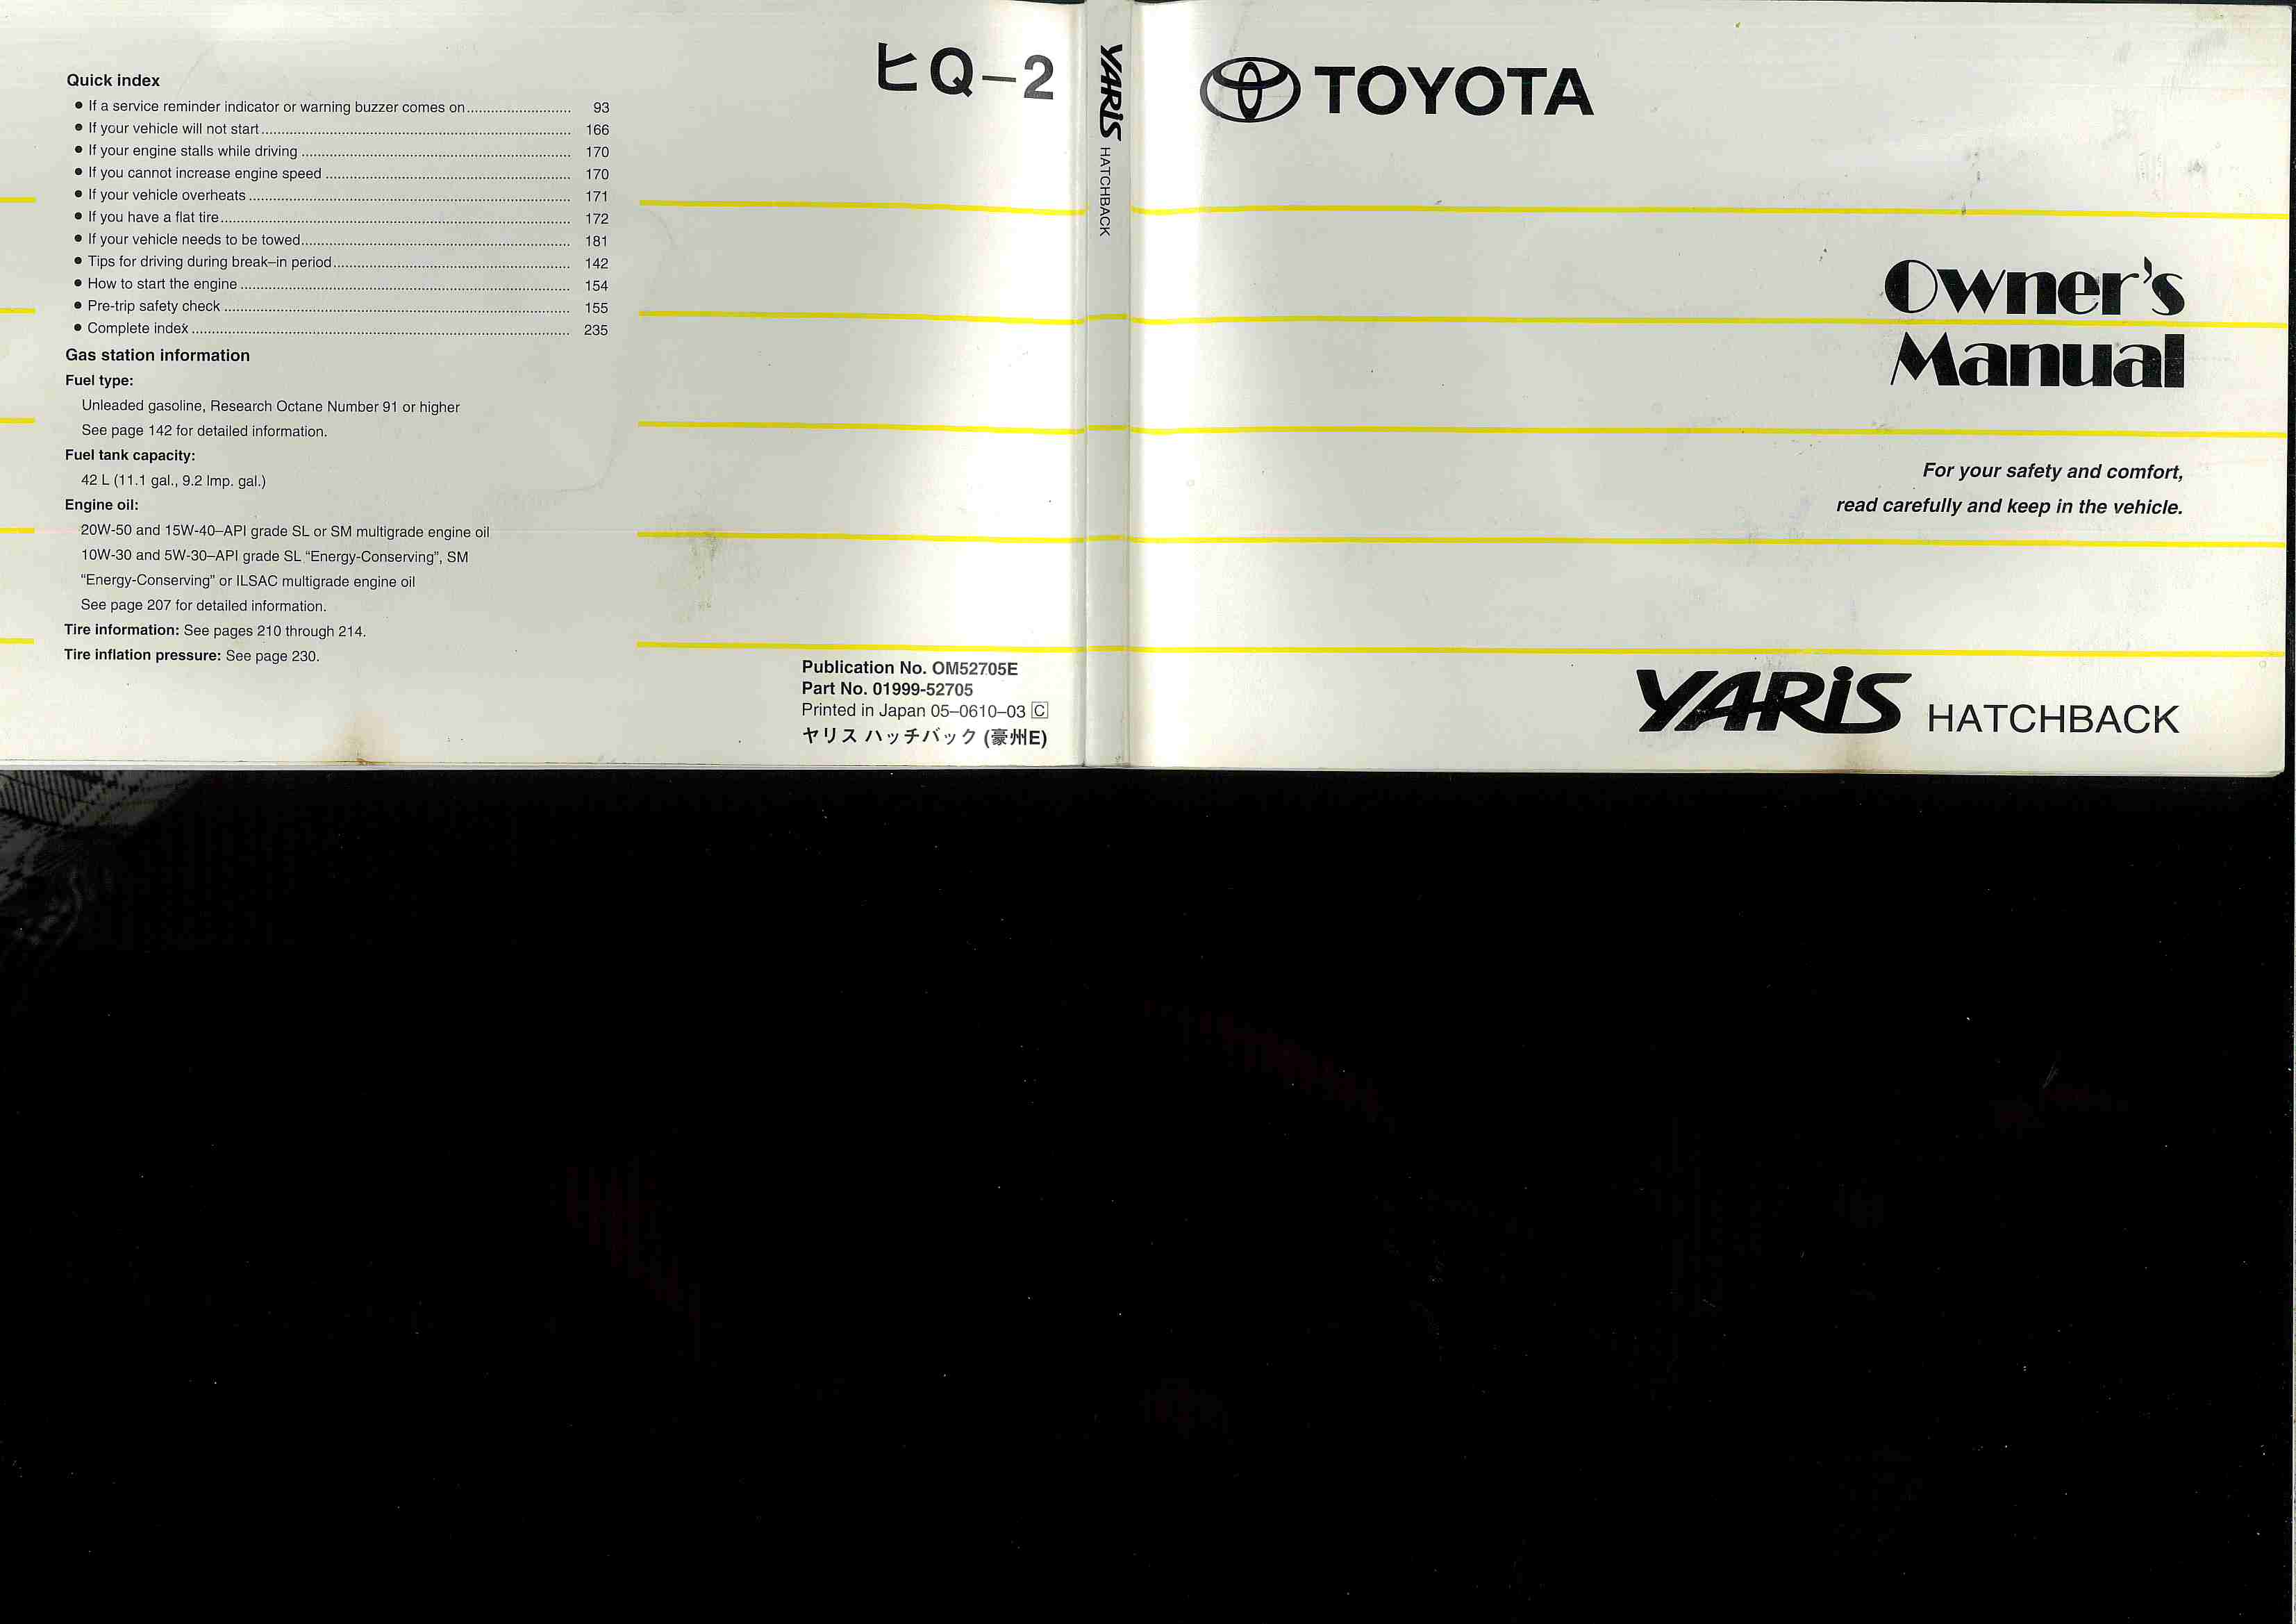 Quick index
● If a service reminder indicator or warning buzzer comes on.......................... 93
● If your vehicle will not start.............................................................................. 166
● If your engine stalls while driving .................................................................... 170
● If you cannot increase engine speed .............................................................. 170
● If your vehicle overheats ................................................................................. 171
● If you have a flat tire........................................................................................ 172
● If your vehicle needs to be towed.................................................................... 181
● Tips for driving during break–in period............................................................ 142
● How to start the engine ................................................................................... 154
● Pre-trip safety check ....................................................................................... 155
● Complete index ............................................................................................... 235
Gas station information
Fuel type:
Unleaded gasoline, Research Octane Number 91 or higher
See page 142 for detailed information.
Fuel tank capacity:
42 L (11.1 gal., 9.2 lmp. gal.)
Engine oil:
20W-50 and 15W-40–API grade SL or SM multigrade engine oil
10W-30 and 5W-30–API grade SL “Energy-Conserving”, SM
“Energy-Conserving” or ILSAC multigrade engine oil
See page 207 for detailed information.
Tire information: See pages 210 through 214.
Tire inflation pressure: See page 230.
ヒQ–2
Publication No. OM52705E
Part No. 01999-52705
Printed in Japan 05–0610–03 C
ヤリス ハッチバック (豪州E)
YARiS HATCHBACK
TOYOTA
Owner's
Manual
For your safety and comfort,
read carefully and keep in the vehicle.
YARiS HATCHBACK